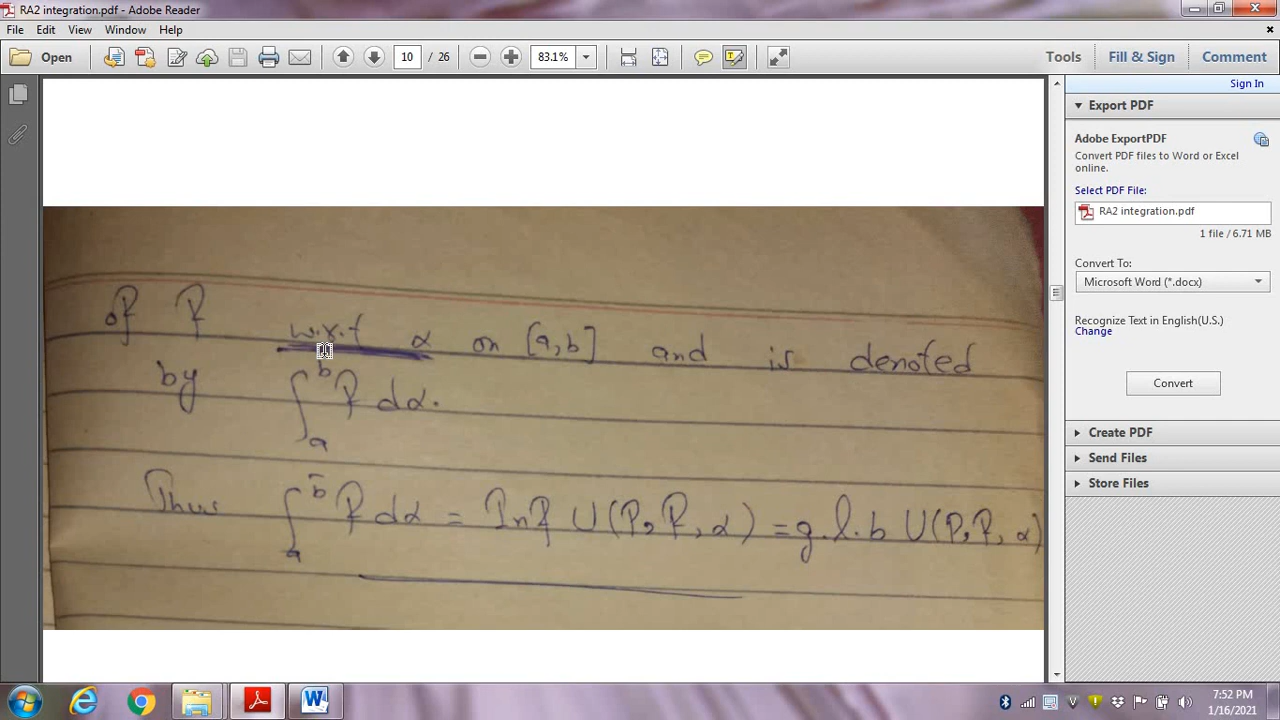 RA2 integration.pdf - Adobe Reader
File Edit View Window Help
Open 10 / 26 83.1% Tools Fill & Sign Comment
Sign In
Export PDF
Adobe ExportPDF
Convert PDF files to Word or Excel
online.
Select PDF File:
RA2 integration.pdf
1 file / 6.71 MB
Convert To:
Microsoft Word (*.docx)
Recognize Text in English(U.S.)
Change
Convert
Create PDF
Send Files
Store Files
of f w.r.t α on [a,b] and is denoted
by ∫_a^b f dα.
Thus ∫_a^b̄ f dα = Inf U(P,f,α) = g.l.b U(P,f,α)
7:52 PM
1/16/2021